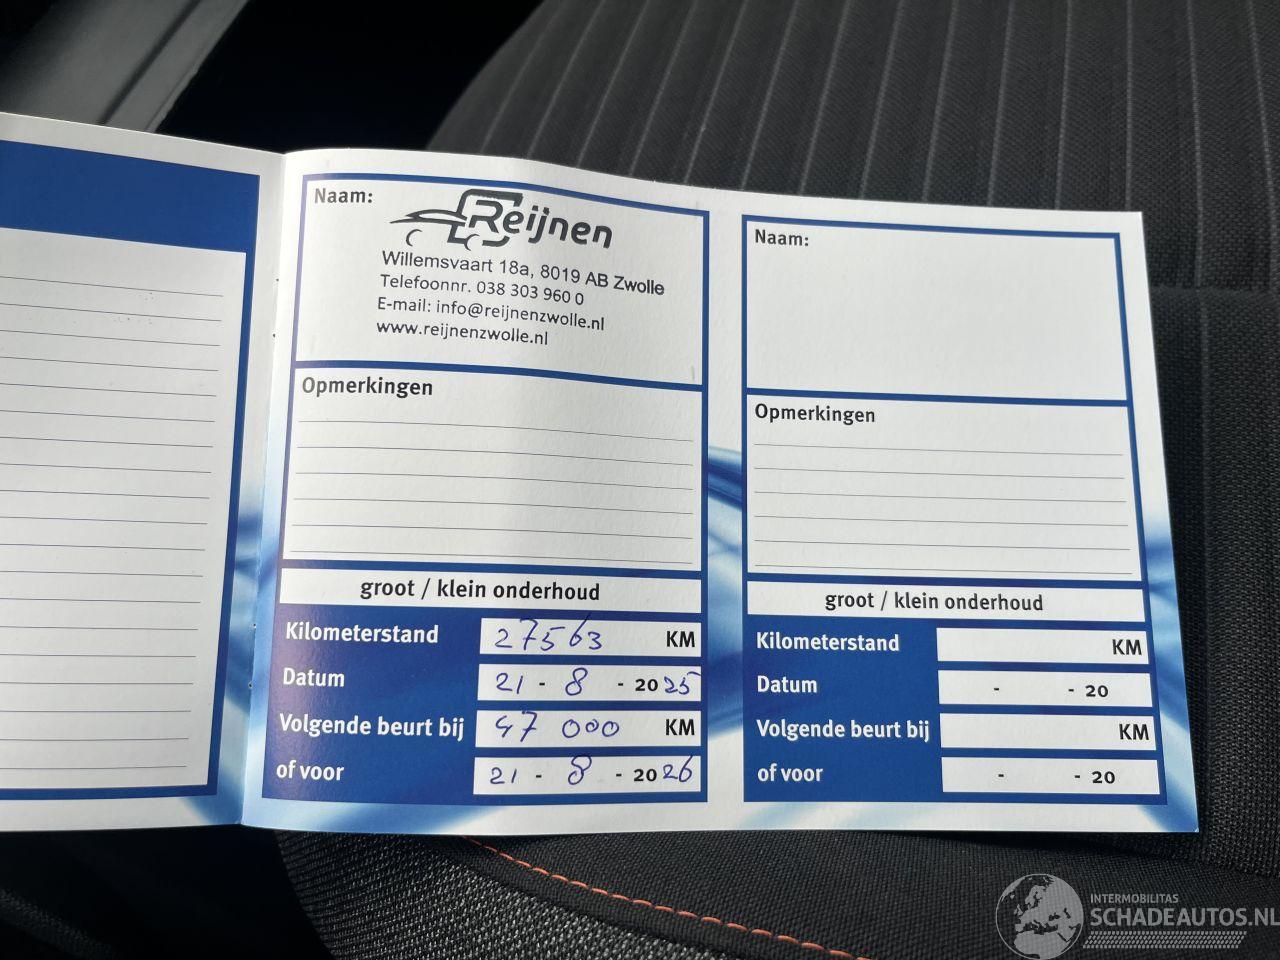 Naam:
Reijnen
Willemsvaart 18a, 8019 AB Zwolle
Telefoonnr. 038 303 960 0
E-mail: info@reijnenzwolle.nl
www.reijnenzwolle.nl
Opmerkingen
groot / klein onderhoud
Kilometerstand 27563 KM
Datum 21 - 8 - 2025
Volgende beurt bij 47 000 KM
of voor 21 - 8 - 2026
Naam:
Opmerkingen
groot / klein onderhoud
Kilometerstand KM
Datum - - 20
Volgende beurt bij KM
of voor - - 20
INTERMOBILITAS
SCHADEAUTOS.NL